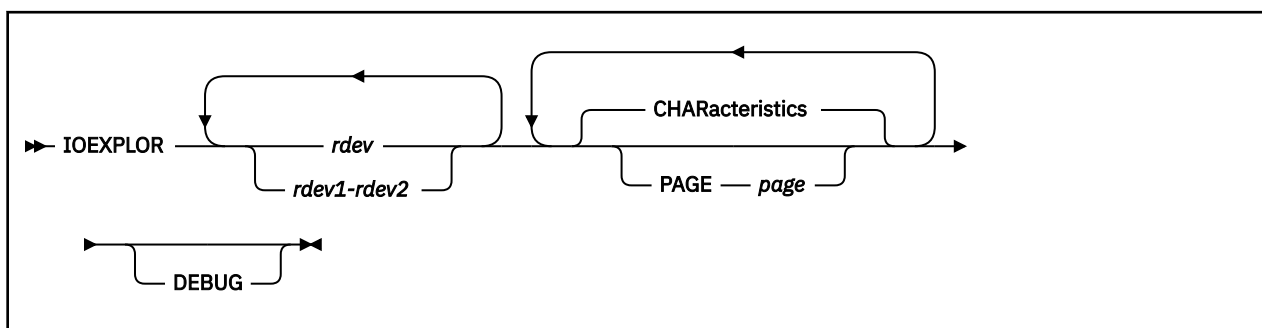 CHARacteristics
IOEXPLOR rdev
rdev1-rdev2 PAGE page
DEBUG